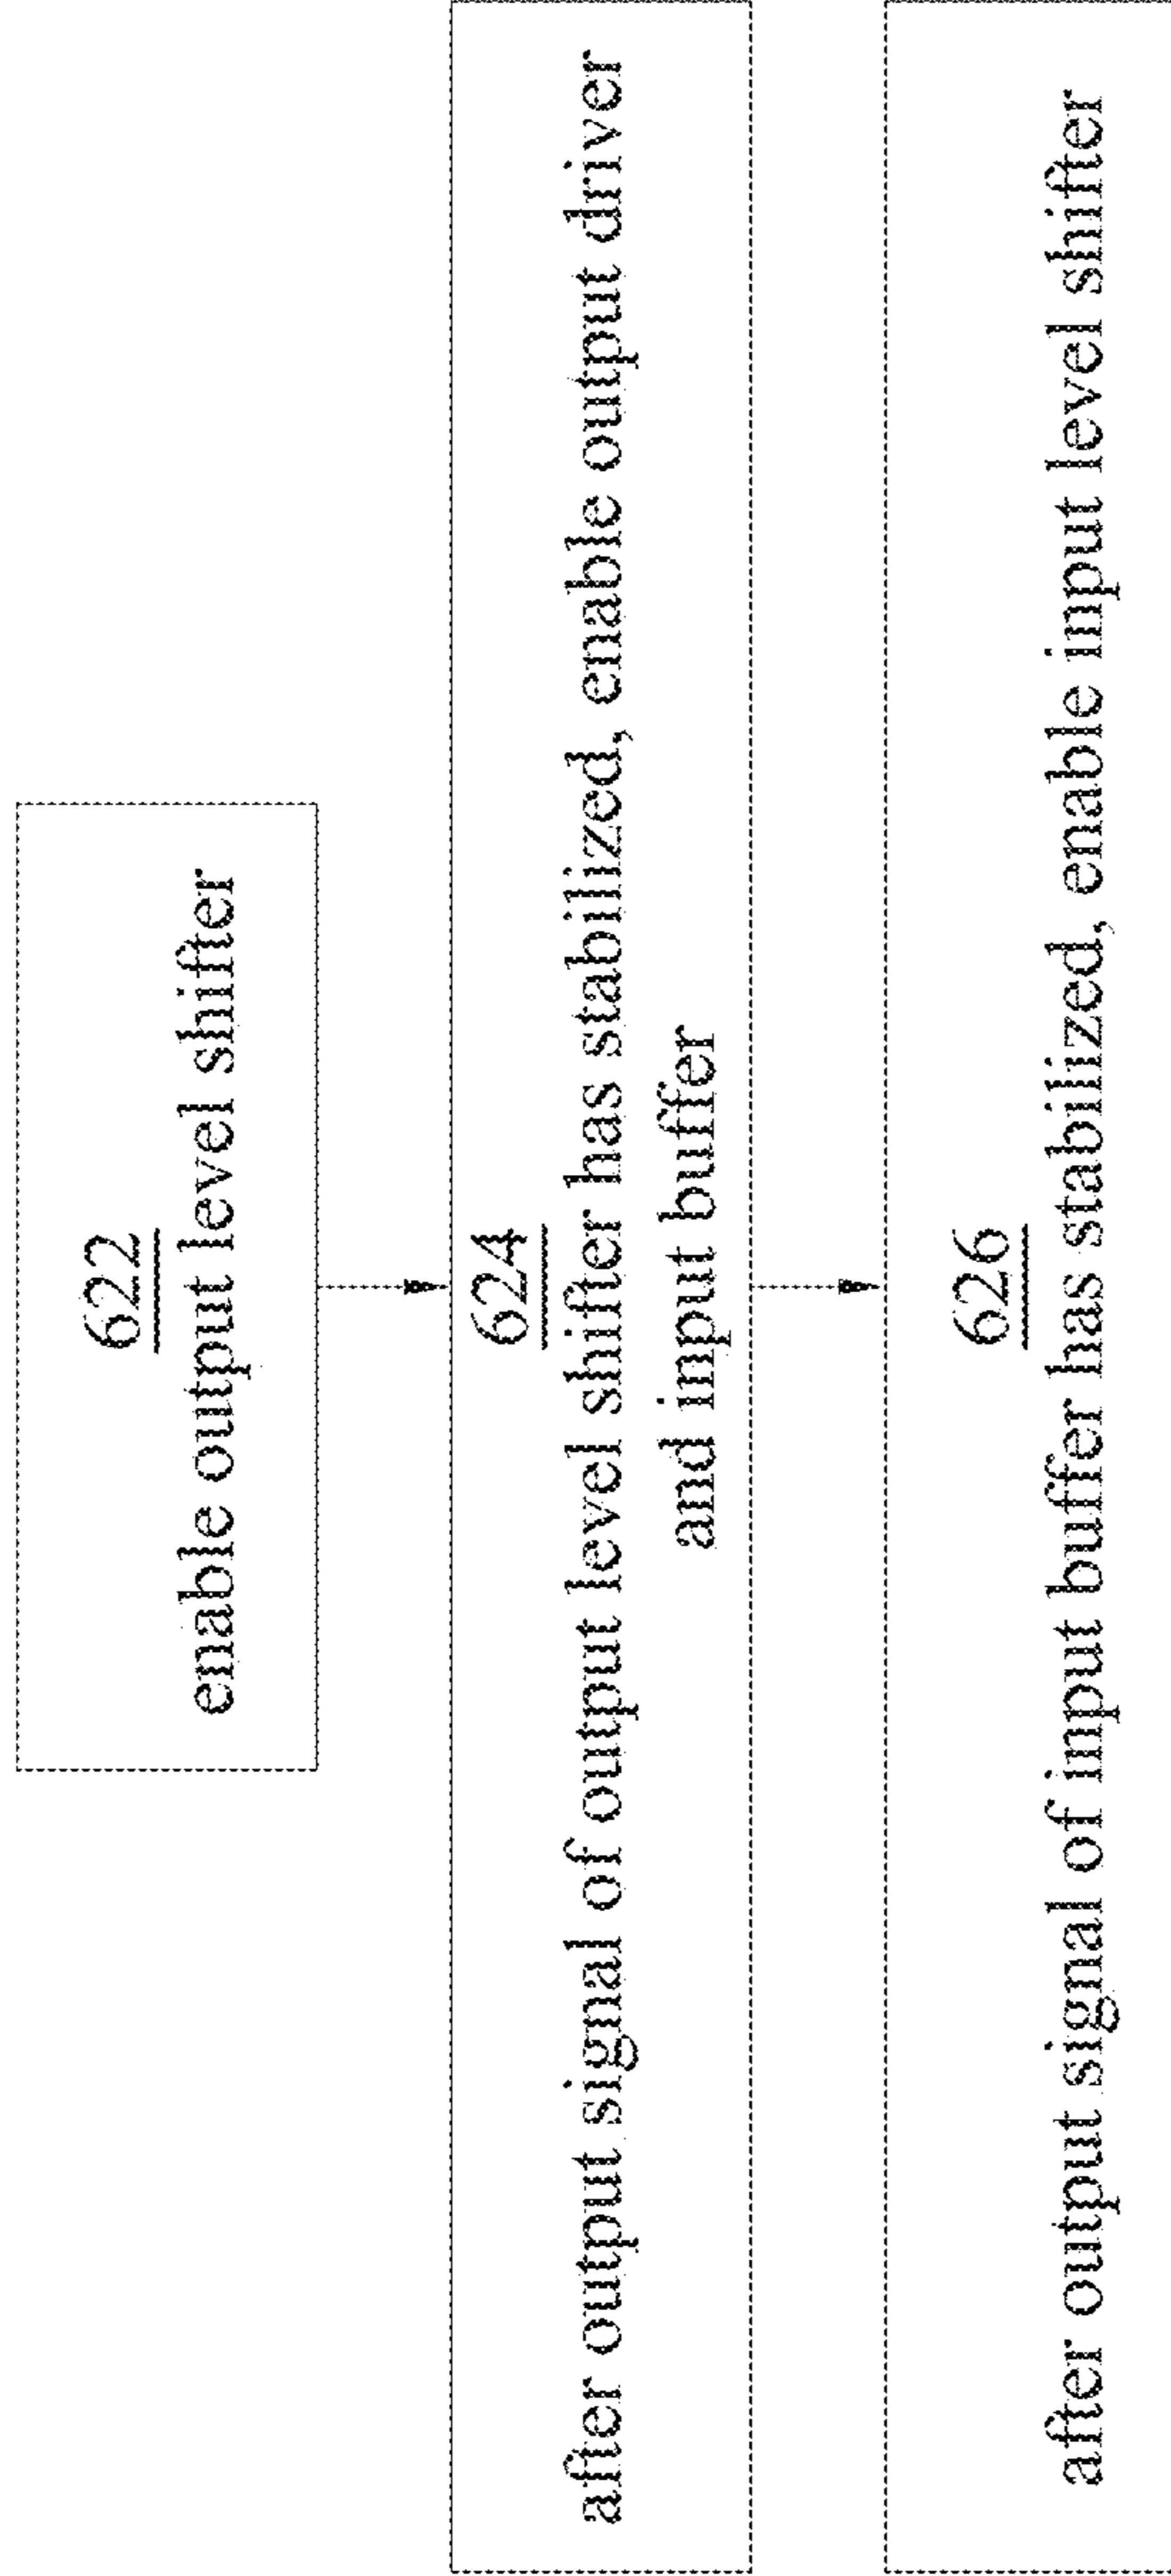 622
enable output level shifter
624
after output signal of output level shifter has stabilized, enable output driver
and input buffer
626
after output signal of input buffer has stabilized, enable input level shifter